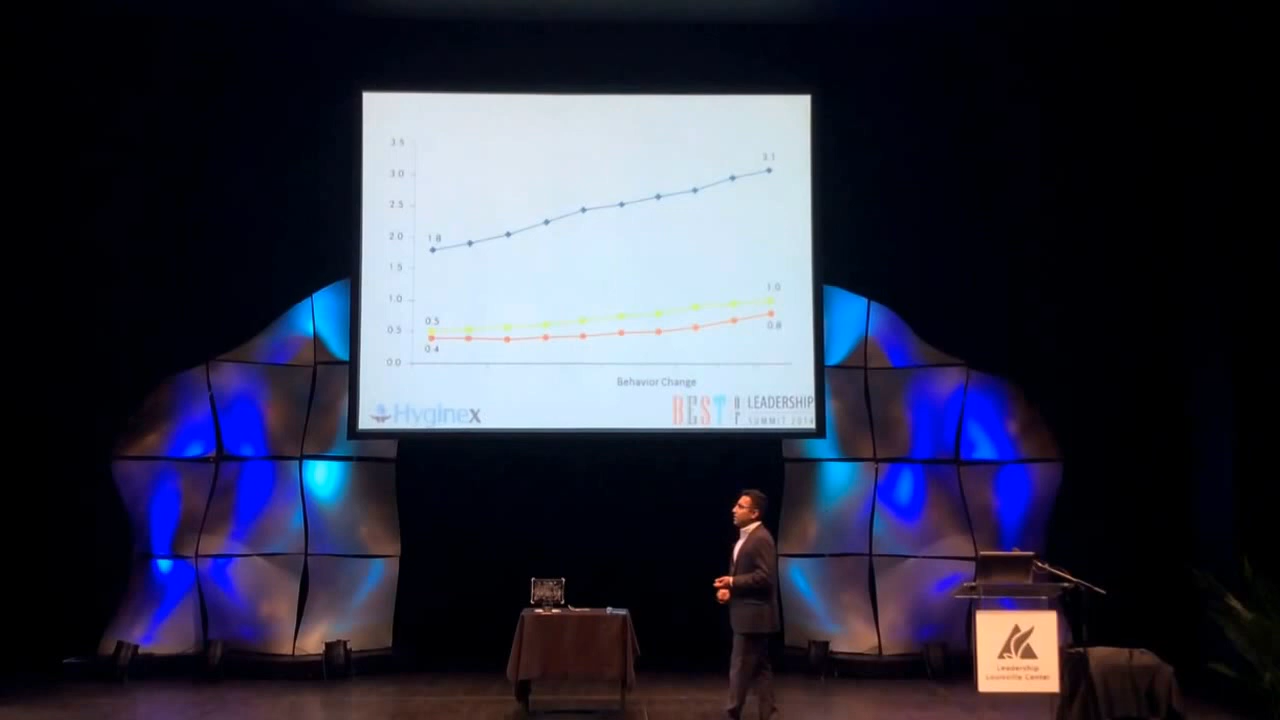 3.5
3.0
2.5
2.0
1.5
1.0
0.5
0.0
1.8
3.1
0.5
1.0
0.4
0.8
Behavior Change
Hyginex
BEST OF LEADERSHIP
SUMMIT 2014
Leadership
Louisville Center